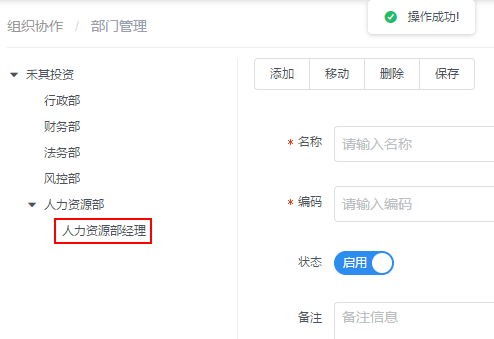 操作成功!
组织协作 / 部门管理
禾其投资
行政部
财务部
法务部
风控部
人力资源部
人力资源部经理
添加 移动 删除 保存
* 名称 请输入名称
* 编码 请输入编码
状态 启用
备注 备注信息